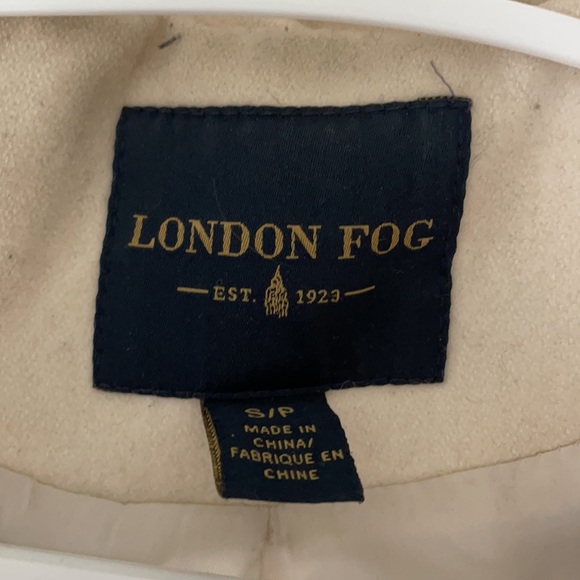 LONDON FOG
EST. 1923
S/P
MADE IN
CHINA/
FABRIQUE EN
CHINE